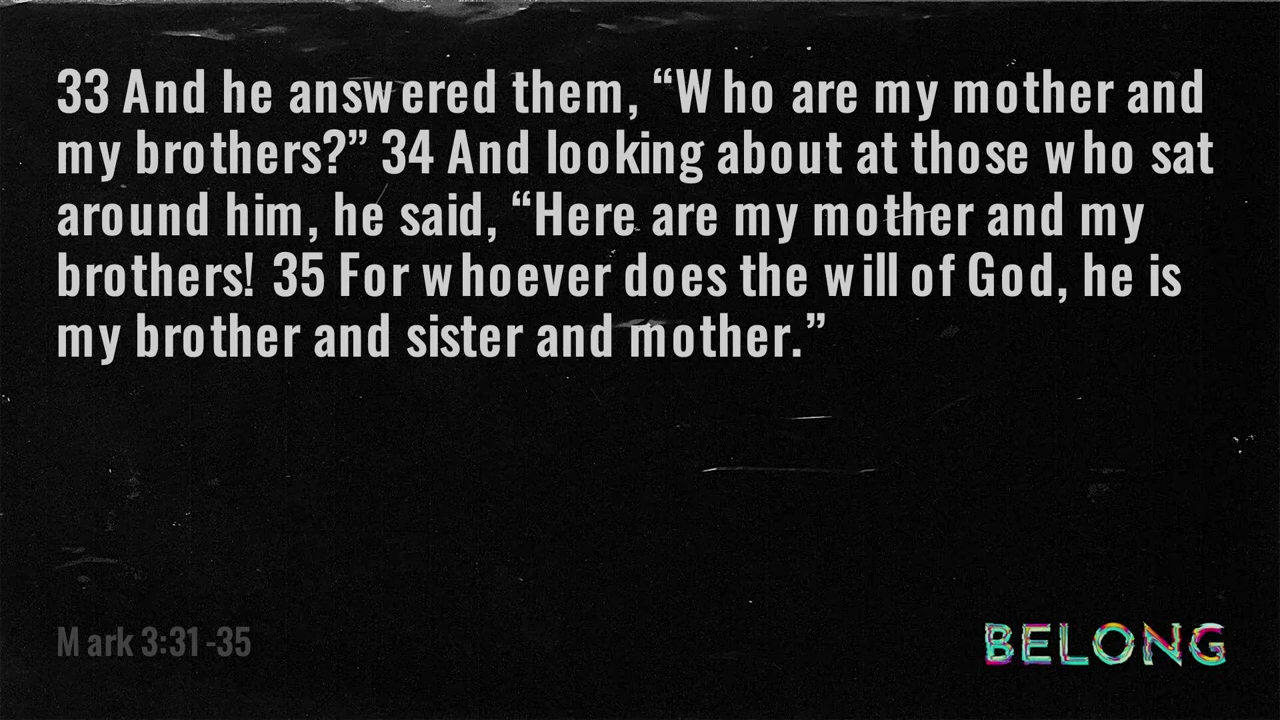 33 And he answered them, “Who are my mother and
my brothers?” 34 And looking about at those who sat
around him, he said, “Here are my mother and my
brothers! 35 For whoever does the will of God, he is
my brother and sister and mother.”
Mark 3:31-35
BELONG